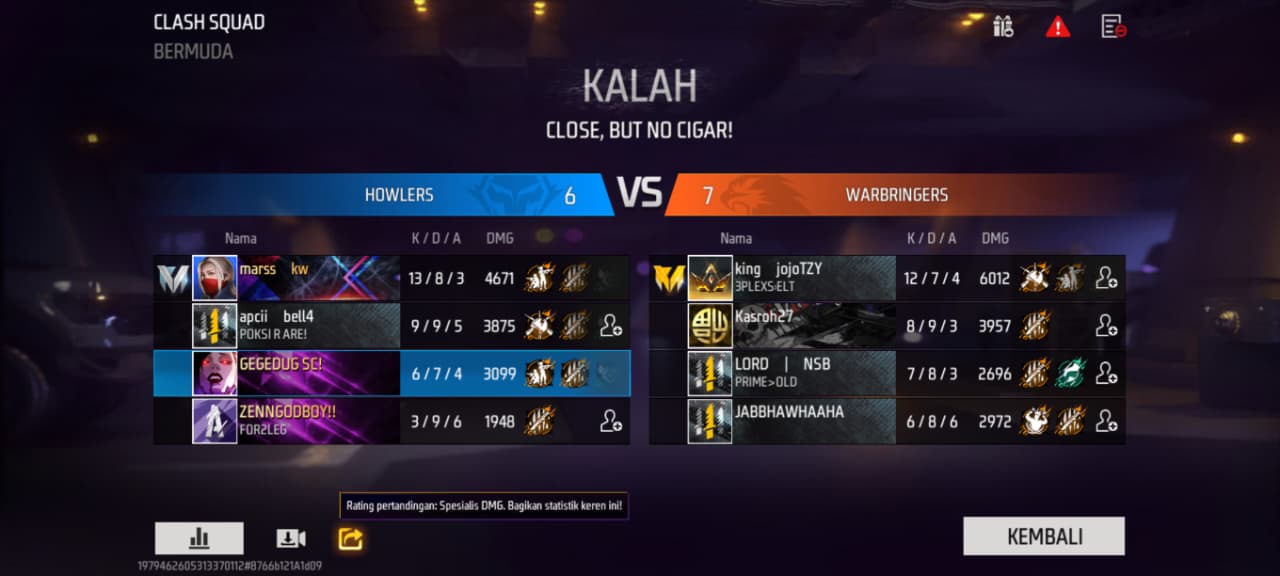 CLASH SQUAD
BERMUDA
KALAH
CLOSE, BUT NO CIGAR!
HOWLERS 6 VS 7 WARBRINGERS
Nama K / D / A DMG Nama K / D / A DMG
marss kw 13 / 8 / 3 4671
apcii bell4 9 / 9 / 5 3875
POKSI R ARE!
GEGEDUG SC! 6 / 7 / 4 3099
ZENNGODBOY!! 3 / 9 / 6 1948
FOR2LEG
king jojoTZY 12 / 7 / 4 6012
3PLEXS›ELT
Kasroh27 8 / 9 / 3 3957
LORD | NSB 7 / 8 / 3 2696
PRIME>OLD
JABBHAWHAAHA 6 / 8 / 6 2972
Rating pertandingan: Spesialis DMG. Bagikan statistik keren ini!
KEMBALI
1979462605313370112#8766b121A1d09